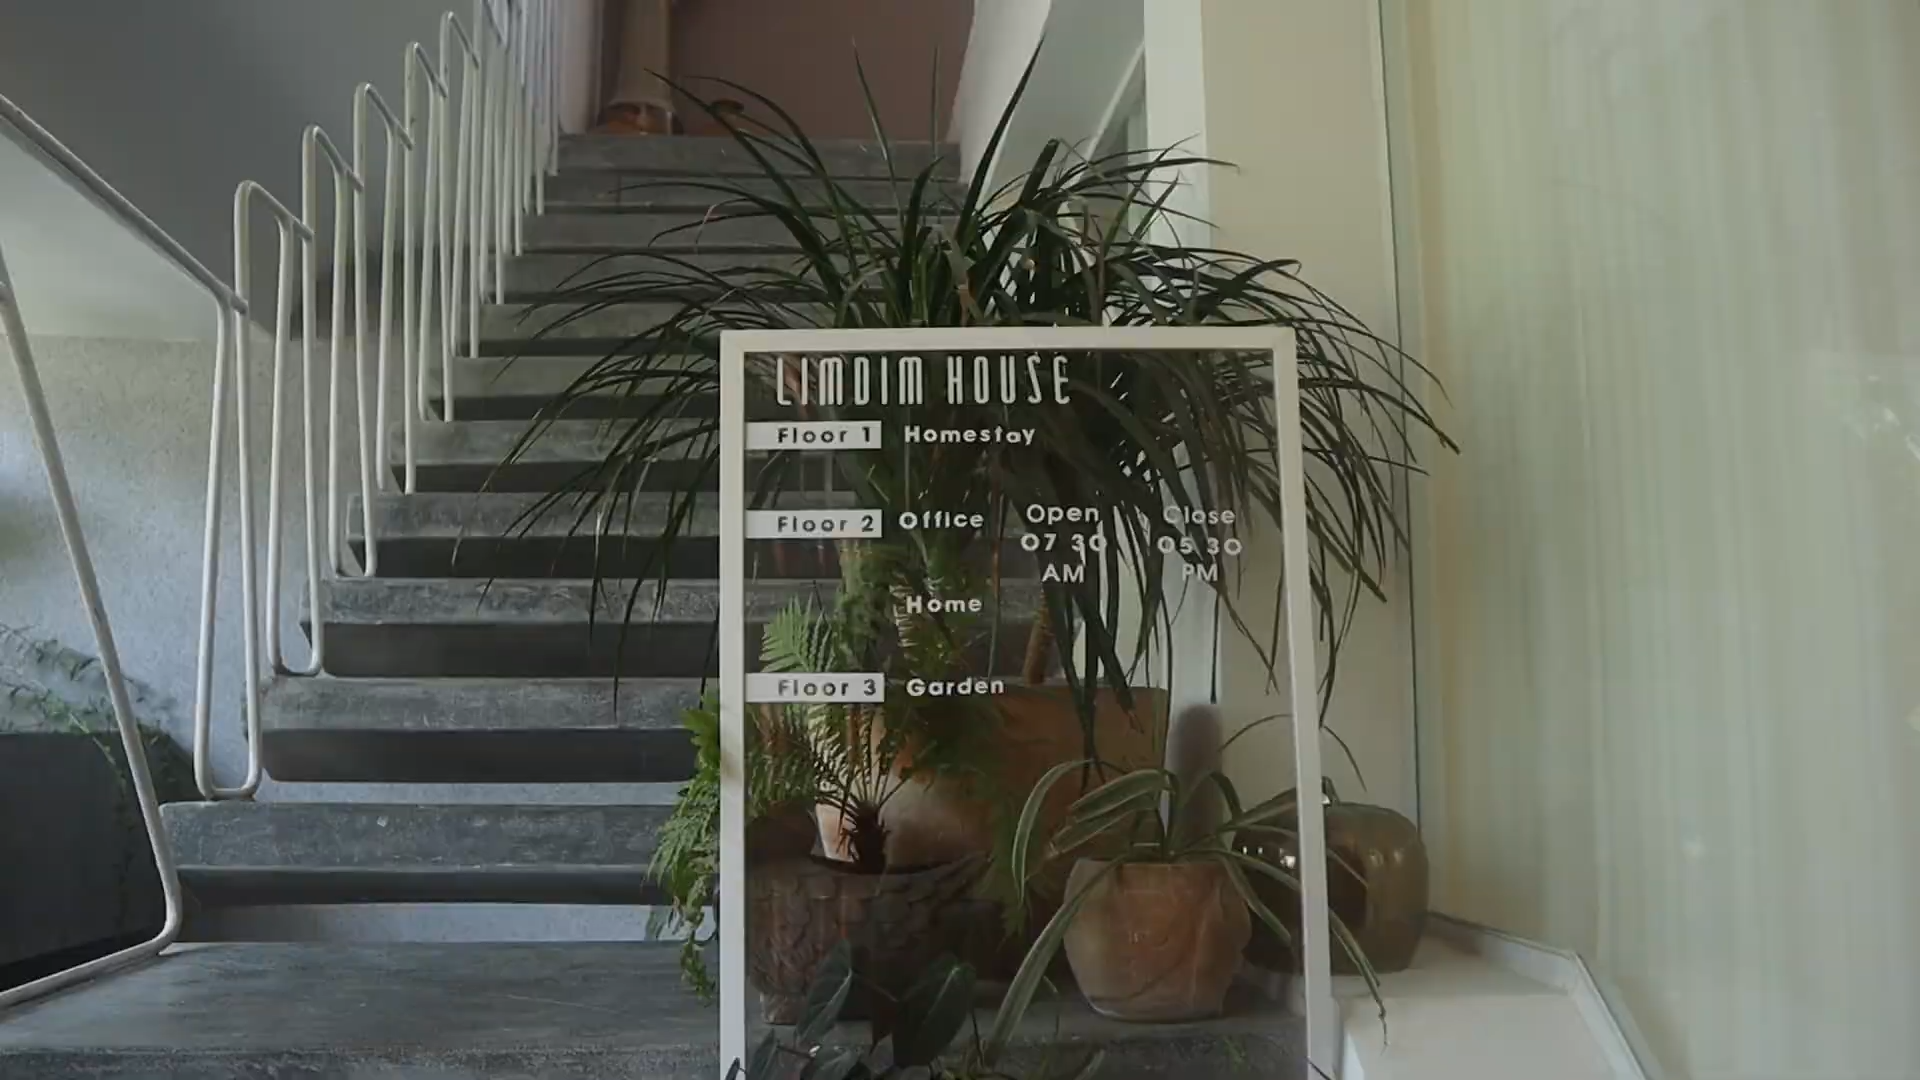 LIMDIM HOUSE
Floor 1 Homestay
Floor 2 Office Open Close
07 30 05 30
AM PM
Home
Floor 3 Garden